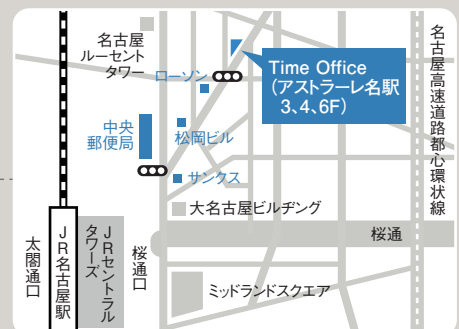 名古屋
ルーセント
タワー
ローソン
Time Office
(アストラーレ名駅
3、4、6F)
名古屋高速道路都心環状線
中央
郵便局
松岡ビル
サンクス
大名古屋ビルヂング
桜通
太閤通口
JR名古屋駅
JRセントラル
タワーズ
桜通口
ミッドランドスクエア